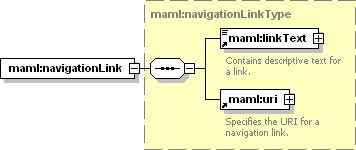 maml:navigationLinkType
maml:linkText
Contains descriptive text for
a link.
maml:navigationLink
maml:uri
Specifies the URI for a
navigation link.